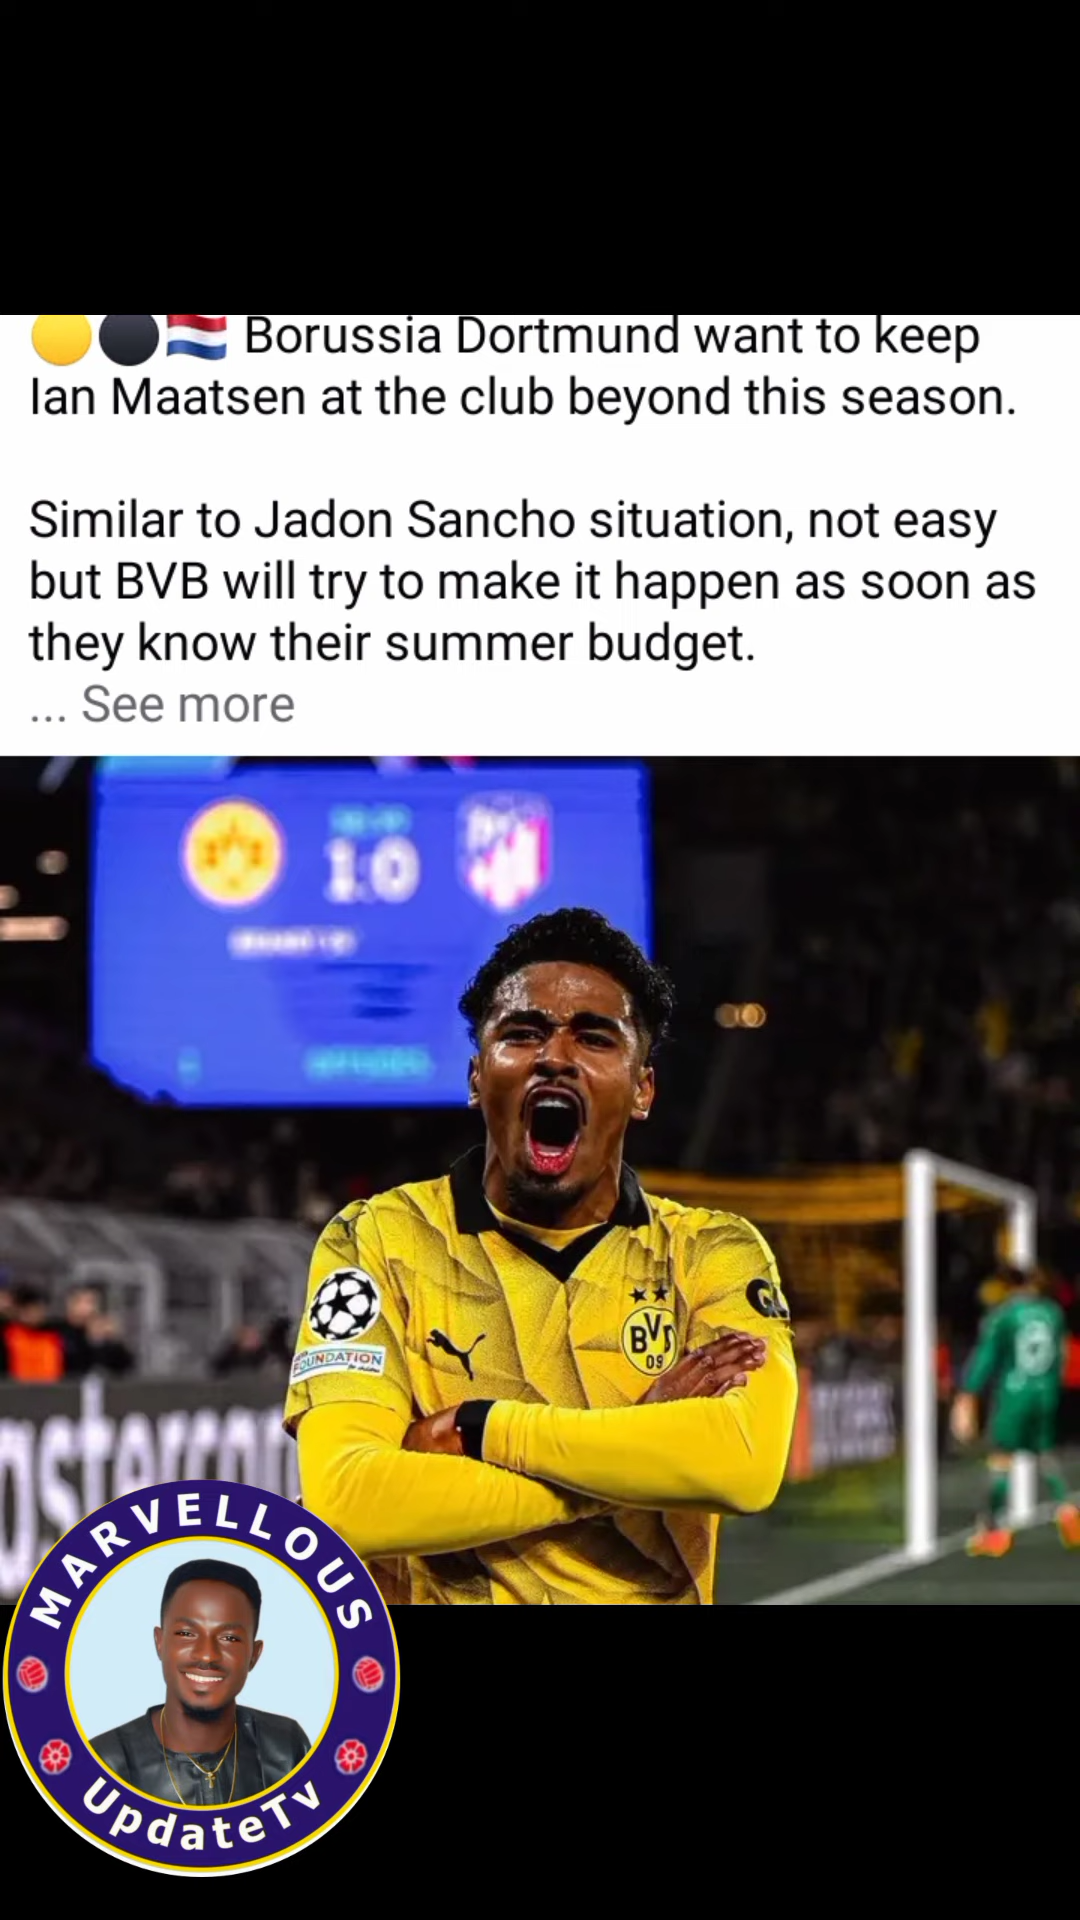 Borussia Dortmund want to keep
Ian Maatsen at the club beyond this season.
Similar to Jadon Sancho situation, not easy
but BVB will try to make it happen as soon as
they know their summer budget.
... See more
1:0
BVB
09
FOUNDATION
MARVELLOUS
UpdateTv